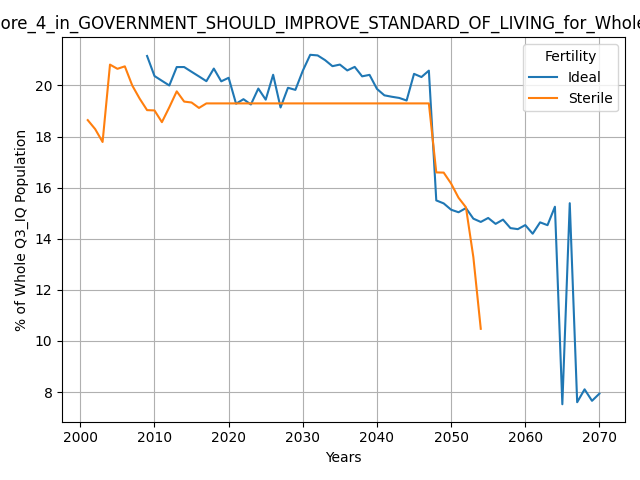 ore_4_in_GOVERNMENT_SHOULD_IMPROVE_STANDARD_OF_LIVING_for_Whole
Fertility
Ideal
Sterile
% of Whole Q3_IQ Population
20
18
16
14
12
10
8
2000 2010 2020 2030 2040 2050 2060 2070
Years